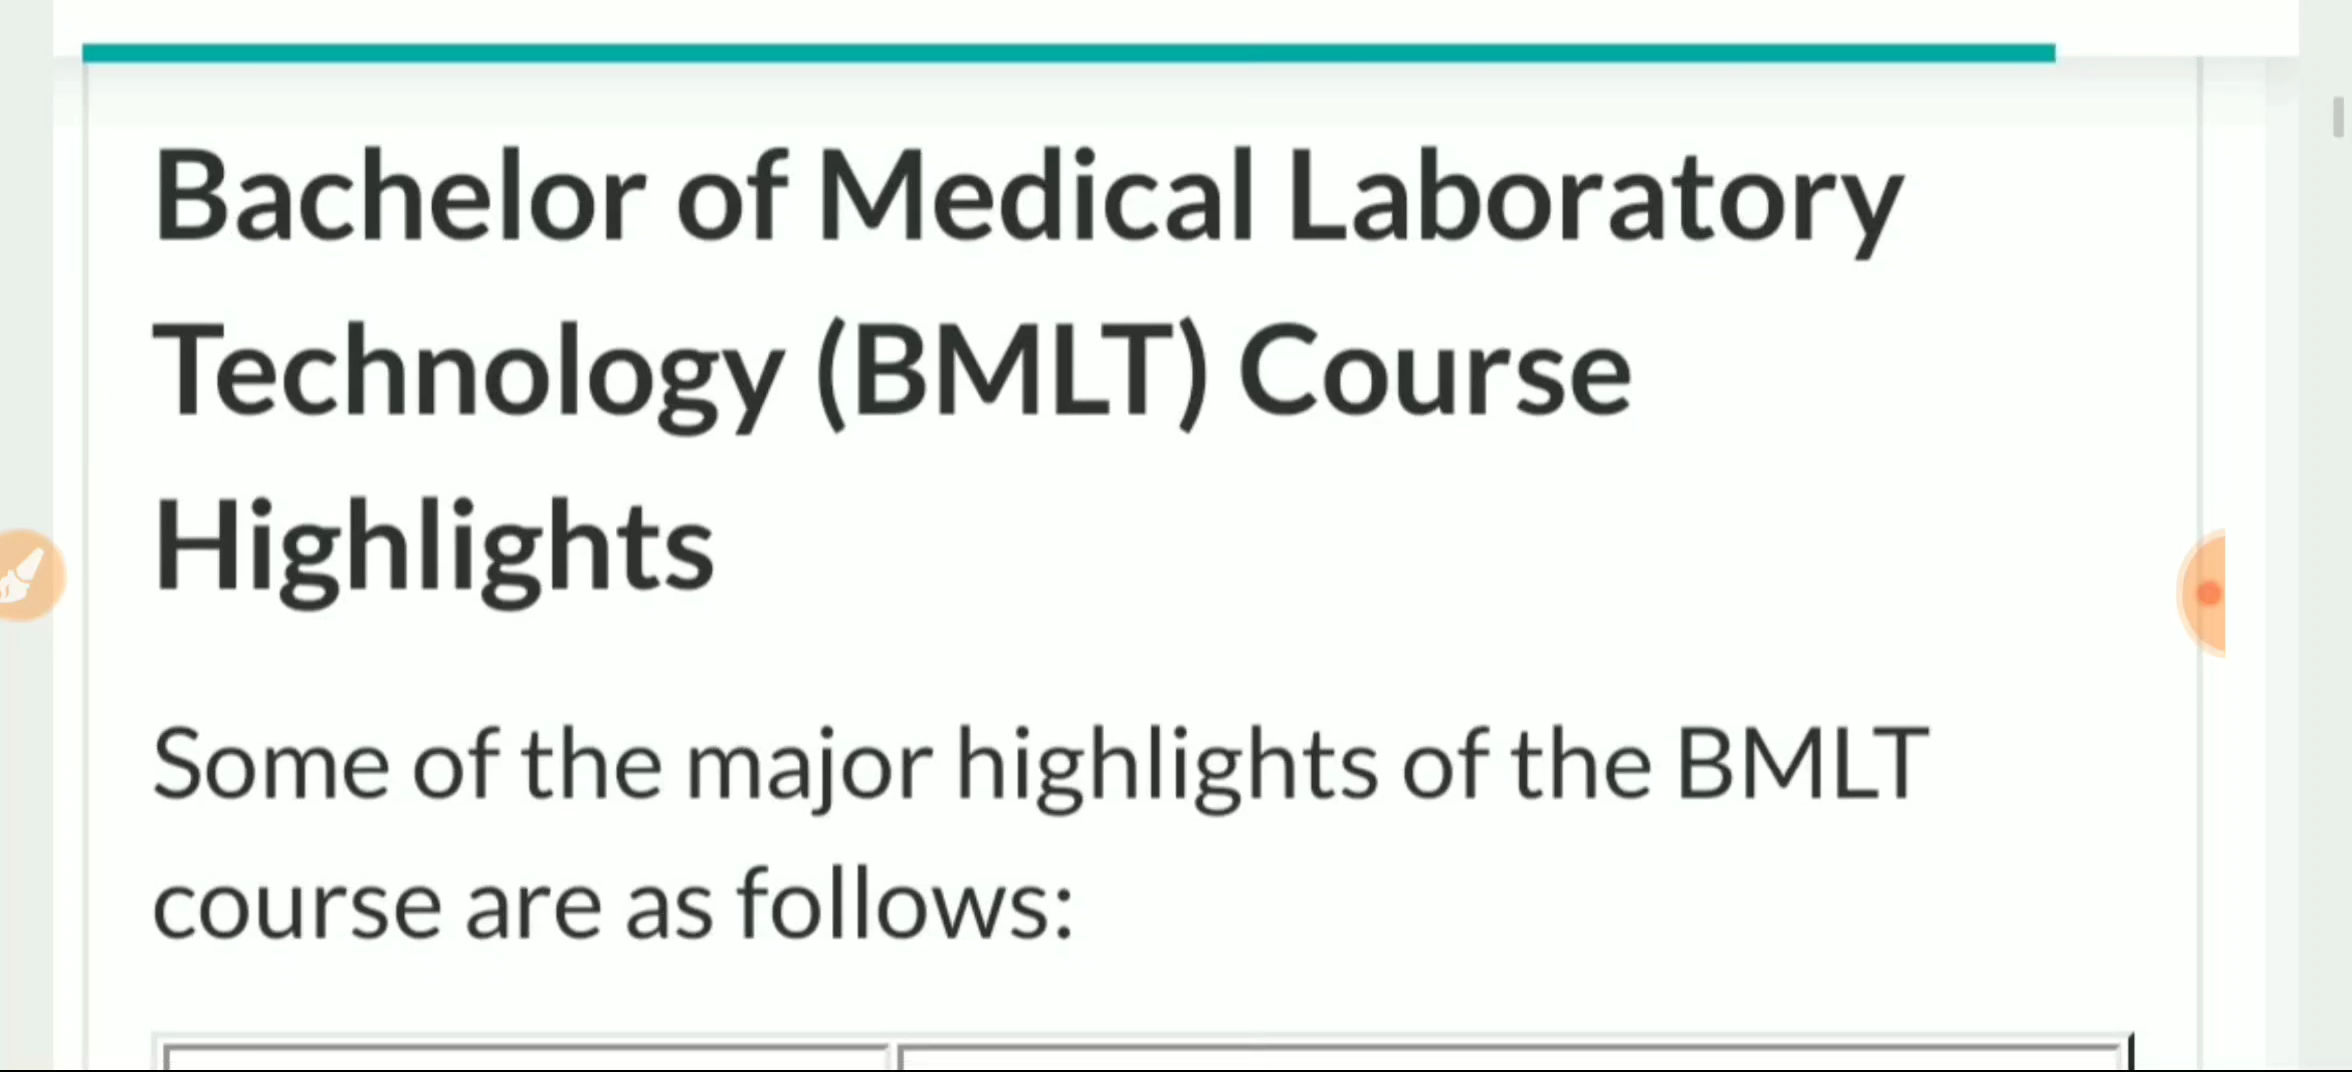 Bachelor of Medical Laboratory
Technology (BMLT) Course
Highlights
Some of the major highlights of the BMLT
course are as follows: